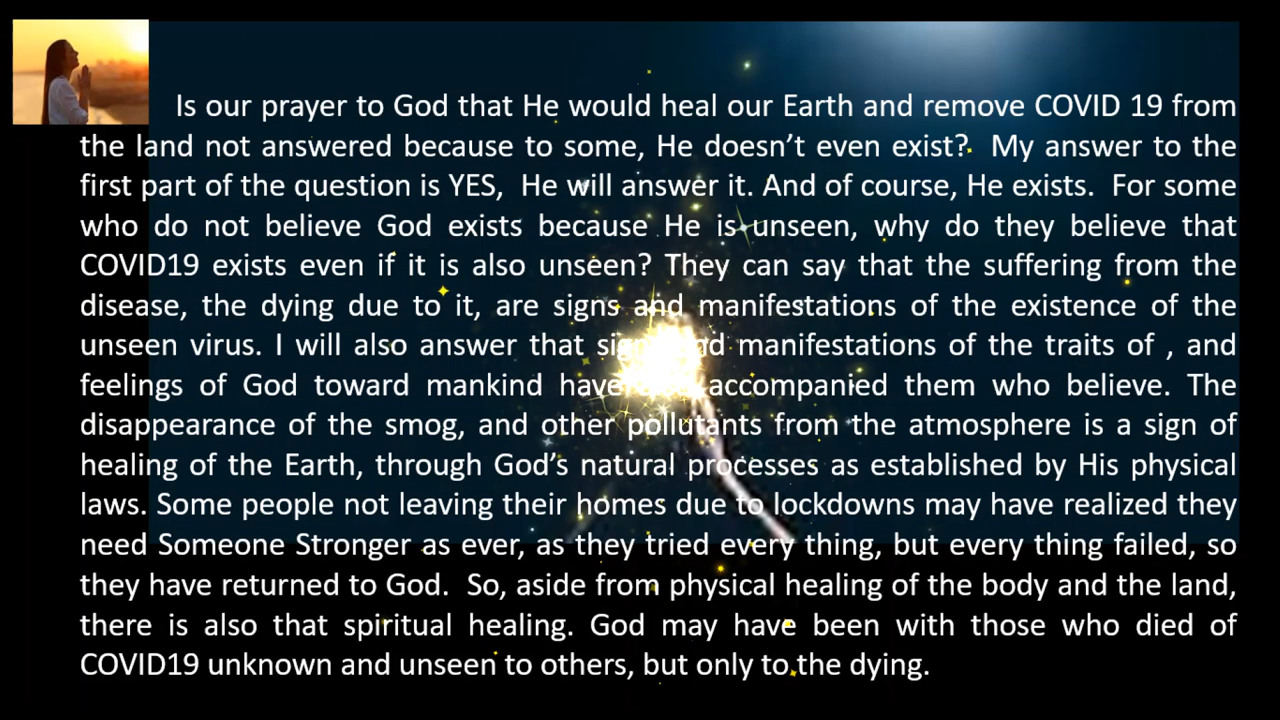 Is our prayer to God that He would heal our Earth and remove COVID 19 from
the land not answered because to some, He doesn't even exist? My answer to the
first part of the question is YES, He will answer it. And of course, He exists. For some
who do not believe God exists because He is unseen, why do they believe that
COVID19 exists even if it is also unseen? They can say that the suffering from the
disease, the dying due to it, are signs and manifestations of the existence of the
unseen virus. I will also answer that manifestations of the traits of , and
feelings of God toward mankind have accompanied them who believe. The
disappearance of the smog, and other pollutants from the atmosphere is a sign of
healing of the Earth, through God's natural processes as established by His physical
laws. Some people not leaving their homes due to lockdowns may have realized they
need Someone Stronger as ever, as they tried every thing, but every thing failed, so
they have returned to God. So, aside from physical healing of the body and the land,
there is also that spiritual healing. God may have been with those who died of
COVID19 unknown and unseen to others, but only to the dying.